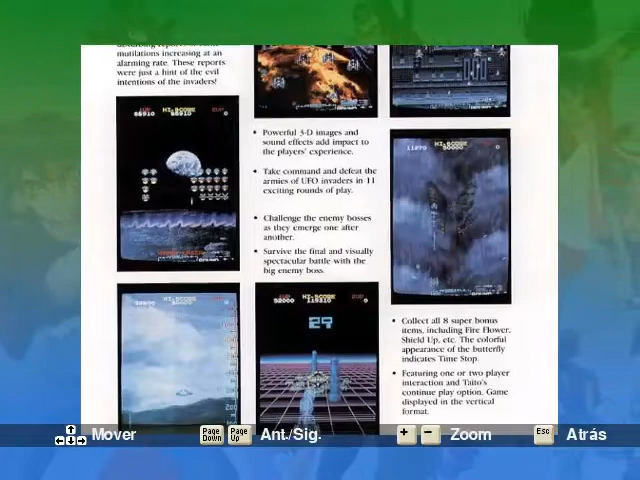 mutilations increasing at an
alarming rate. These reports
were just a hint of the evil
intentions of the invaders!
HI-SCORE
• Powerful 3-D images and
sound effects add impact to
the players' experience.
• Take command and defeat the
armies of UFO invaders in 11
exciting rounds of play.
• Challenge the enemy bosses
as they emerge one after
another.
• Survive the final and visually
spectacular battle with the
big enemy boss.
HI-SCORE
50000
HI-SCORE
50000
HI-SCORE
29
• Collect all 8 super bonus
items, including Fire Flower,
Shield Up, etc. The colorful
appearance of the butterfly
indicates Time Stop.
• Featuring one or two player
interaction and Taito's
continue play option. Game
displayed in the vertical
format.
Mover Page Down Page Up Ant./Sig. + - Zoom Esc Atrás